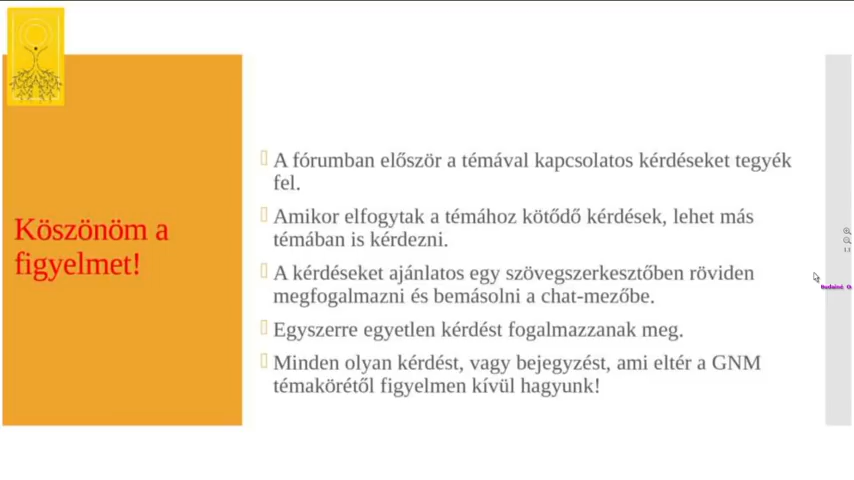 Köszönöm a
figyelmet!
A fórumban először a témával kapcsolatos kérdéseket tegyék
fel.
Amikor elfogytak a témához kötődő kérdések, lehet más
témában is kérdezni.
A kérdéseket ajánlatos egy szövegszerkesztőben röviden
megfogalmazni és bemásolni a chat-mezőbe.
Egyszerre egyetlen kérdést fogalmazzanak meg.
Minden olyan kérdést, vagy bejegyzést, ami eltér a GNM
témakörétől figyelmen kívül hagyunk!